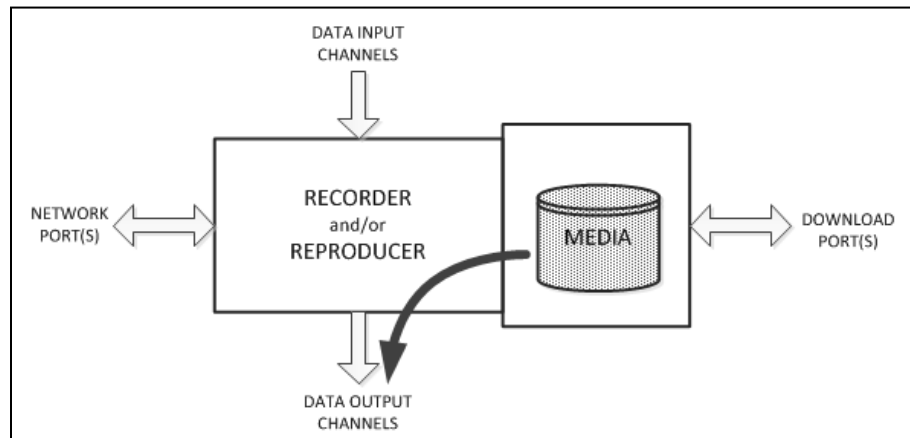 DATA INPUT
CHANNELS
RECORDER
and/or
REPRODUCER
NETWORK
PORT(S)
MEDIA
DOWNLOAD
PORT(S)
DATA OUTPUT
CHANNELS